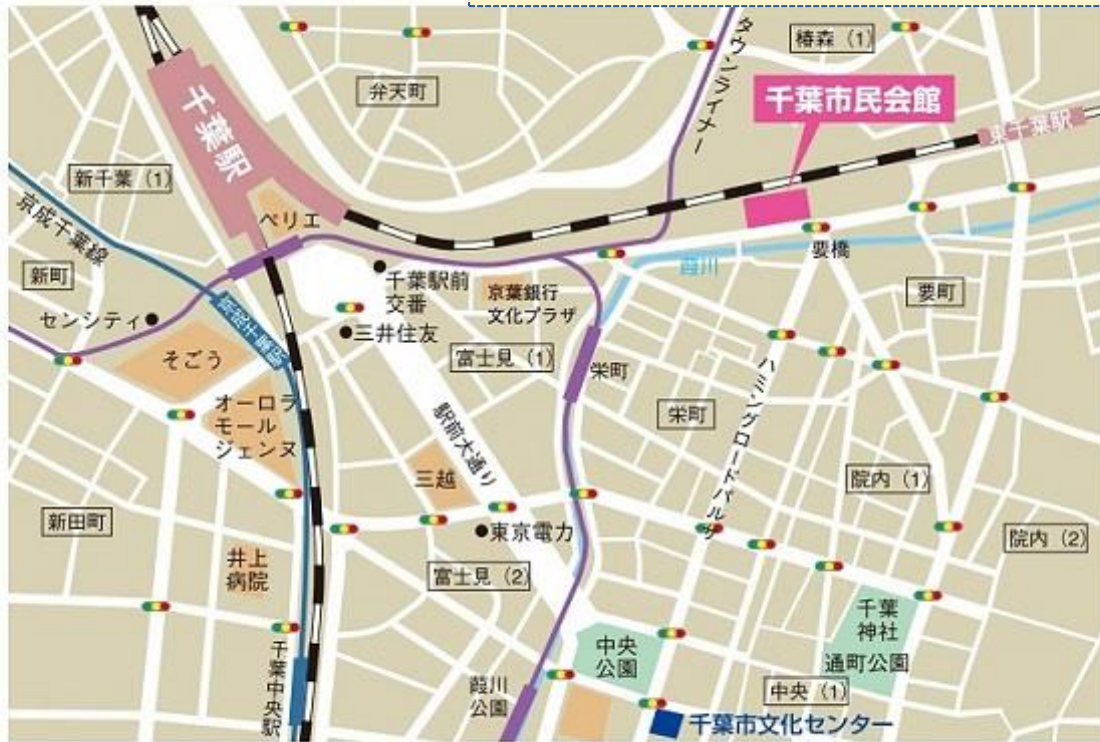 タウンライナー
椿森（1）
弁天町
千葉市民会館
千葉駅
東千葉駅
新千葉（1）
京成千葉線
ペリエ
新町
千葉駅前
交番
京葉銀行
文化プラザ
葭川
要橋
要町
センシティ
京成千葉駅
三井住友
そごう
富士見（1）
栄町
栄町
ハミングロードパルサ
オーロラ
モール
ジェンヌ
駅前大通り
三越
院内（1）
新田町
東京電力
院内（2）
井上
病院
富士見（2）
千葉
神社
中央
公園
通町公園
千葉中央駅
葭川
公園
中央（1）
千葉市文化センター